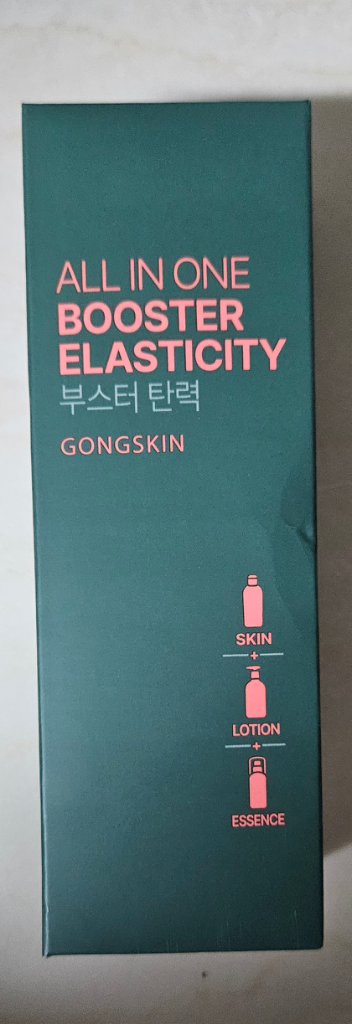 ALL IN ONE
BOOSTER
ELASTICITY
부스터 탄력
GONGSKIN
SKIN
+
LOTION
+
ESSENCE